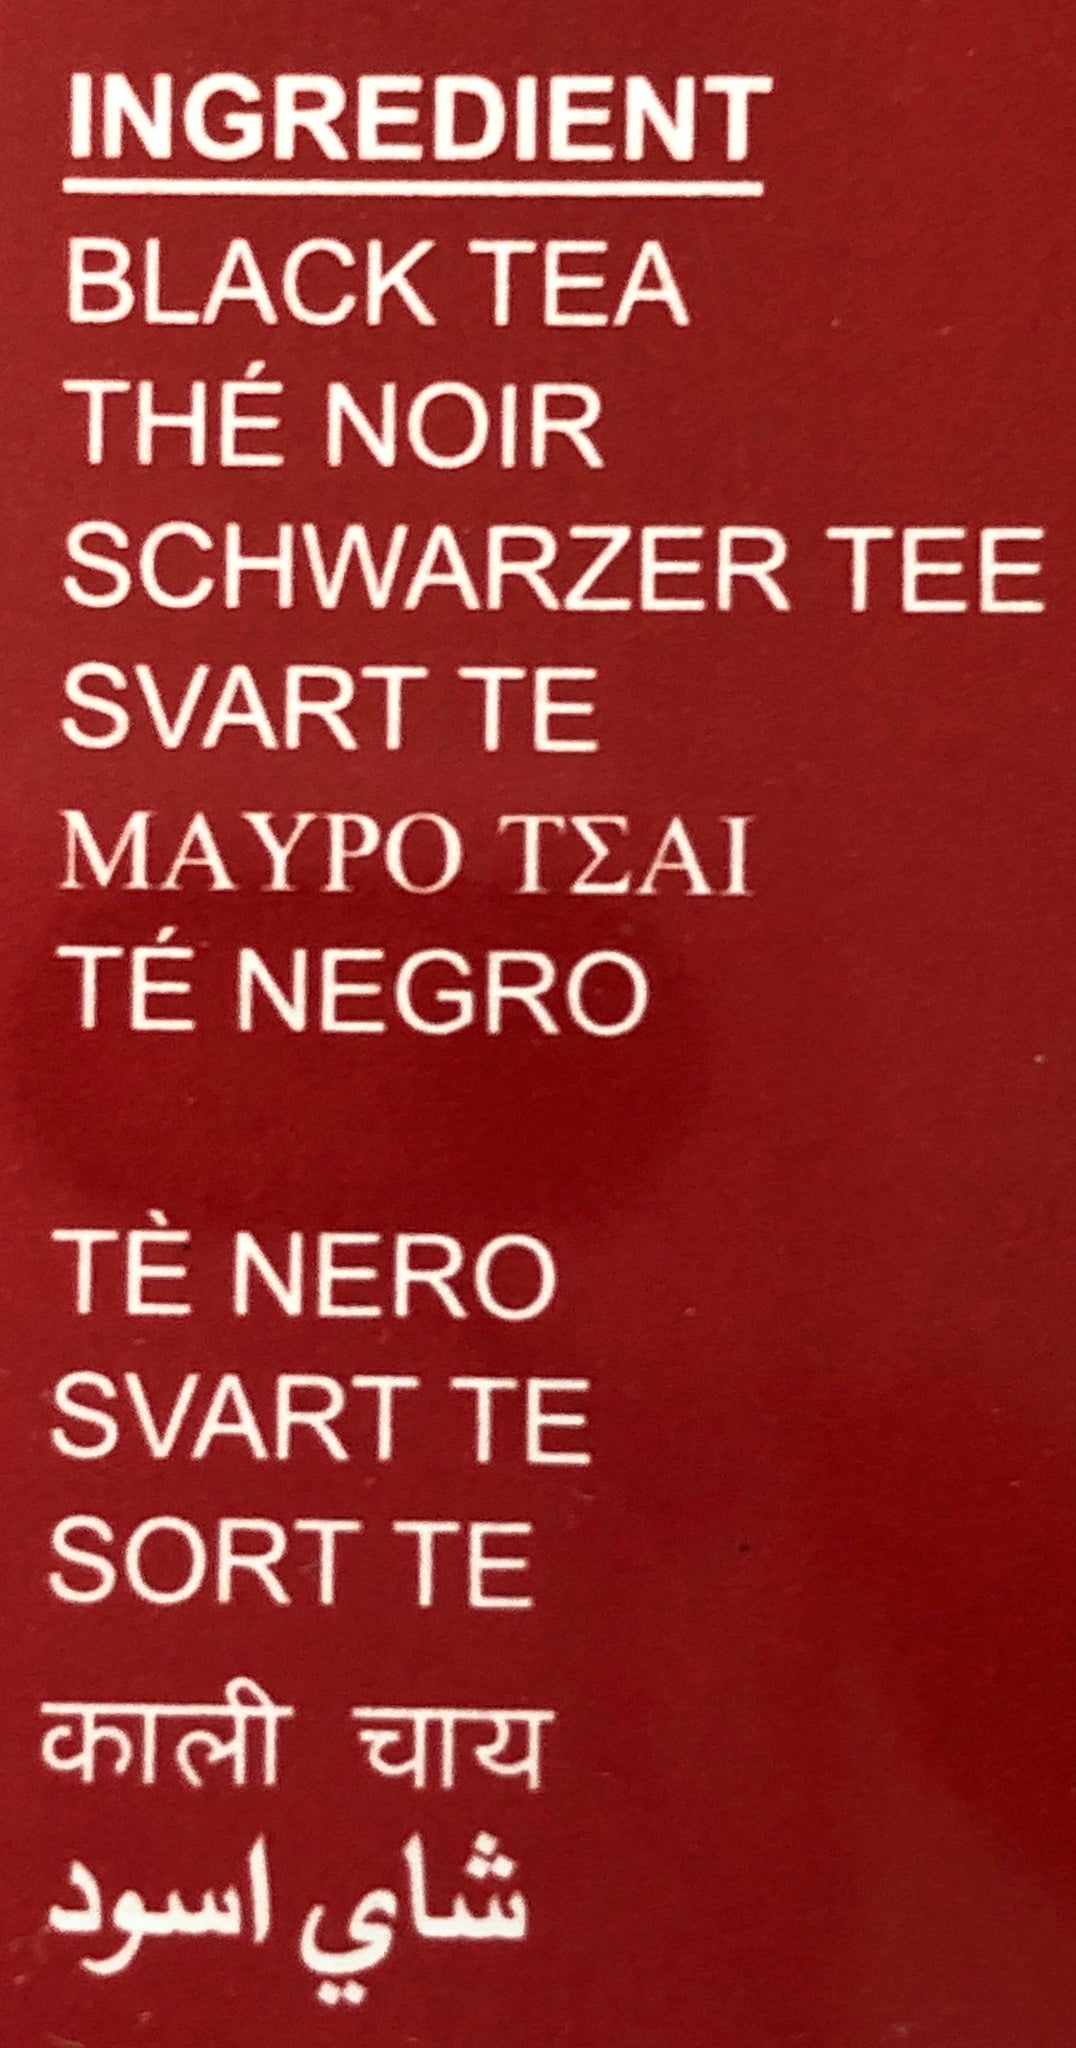 INGREDIENT
BLACK TEA
THÉ NOIR
SCHWARZER TEE
SVART TE
ΜΑΥΡΟ ΤΣΑΙ
TÉ NEGRO
TÈ NERO
SVART TE
SORT TE
काली चाय
شاي اسود